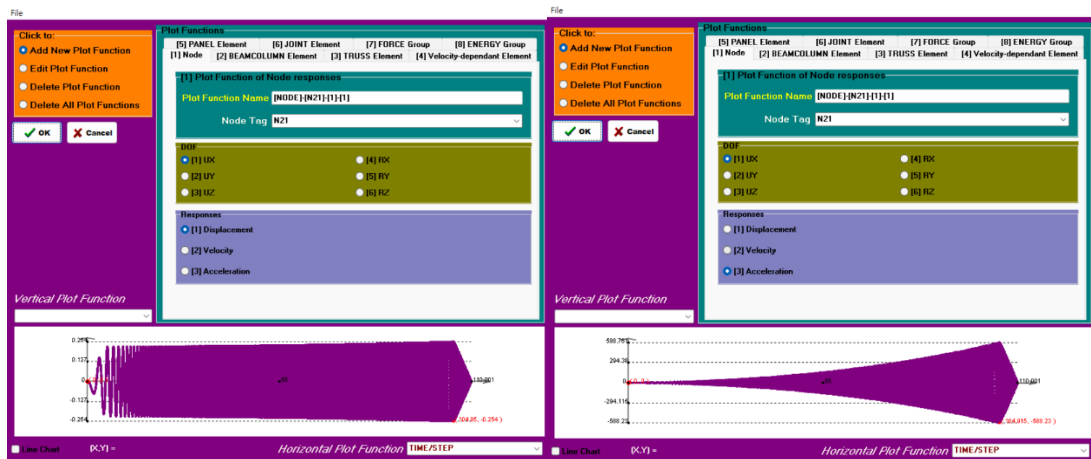 File
Click to:
Add New Plot Function
Edit Plot Function
Delete Plot Function
Delete All Plot Functions
OK
Cancel
Plot Functions
[5] PANEL Element [6] JOINT Element [7] FORCE Group [8] ENERGY Group
[1] Node [2] BEAMCOLUMN Element [3] TRUSS Element [4] Velocity-dependant Element
[1] Plot Function of Node responses
Plot Function Name [NODE]-[N21]-[1]-[1]
Node Tag N21
DOF
[1] UX [4] RX
[2] UY [5] RY
[3] UZ [6] RZ
Responses
[1] Displacement
[2] Velocity
[3] Acceleration
Vertical Plot Function
0.127
-0.127
-0.254
Line Chart [X,Y] = Horizontal Plot Function TIME/STEP
File
Click to:
Add New Plot Function
Edit Plot Function
Delete Plot Function
Delete All Plot Functions
OK
Cancel
Plot Functions
[5] PANEL Element [6] JOINT Element [7] FORCE Group [8] ENERGY Group
[1] Node [2] BEAMCOLUMN Element [3] TRUSS Element [4] Velocity-dependant Element
[1] Plot Function of Node responses
Plot Function Name [NODE]-[N21]-[1]-[1]
Node Tag N21
DOF
[1] UX [4] RX
[2] UY [5] RY
[3] UZ [6] RZ
Responses
[1] Displacement
[2] Velocity
[3] Acceleration
Vertical Plot Function
-588.23
Line Chart [X,Y] = Horizontal Plot Function TIME/STEP